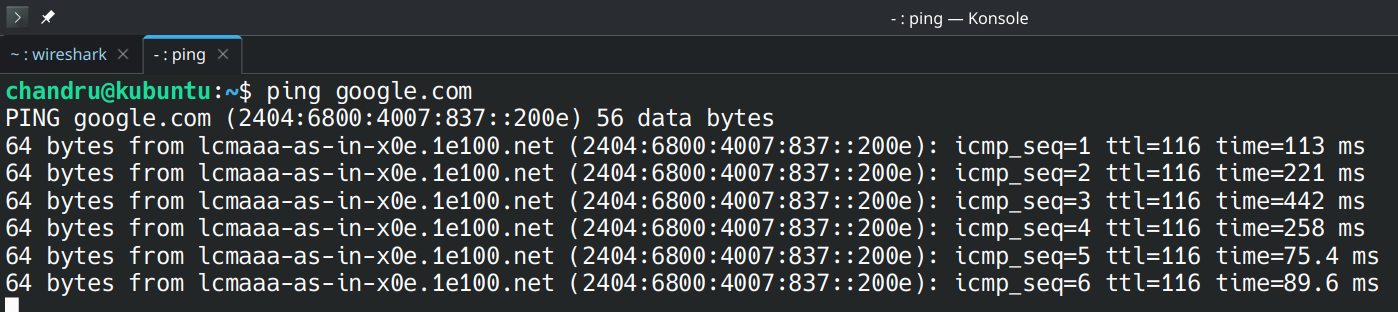 - : ping — Konsole
~ : wireshark
- : ping
chandru@kubuntu:~$ ping google.com
PING google.com (2404:6800:4007:837::200e) 56 data bytes
64 bytes from lcmaaa-as-in-x0e.1e100.net (2404:6800:4007:837::200e): icmp_seq=1 ttl=116 time=113 ms
64 bytes from lcmaaa-as-in-x0e.1e100.net (2404:6800:4007:837::200e): icmp_seq=2 ttl=116 time=221 ms
64 bytes from lcmaaa-as-in-x0e.1e100.net (2404:6800:4007:837::200e): icmp_seq=3 ttl=116 time=442 ms
64 bytes from lcmaaa-as-in-x0e.1e100.net (2404:6800:4007:837::200e): icmp_seq=4 ttl=116 time=258 ms
64 bytes from lcmaaa-as-in-x0e.1e100.net (2404:6800:4007:837::200e): icmp_seq=5 ttl=116 time=75.4 ms
64 bytes from lcmaaa-as-in-x0e.1e100.net (2404:6800:4007:837::200e): icmp_seq=6 ttl=116 time=89.6 ms